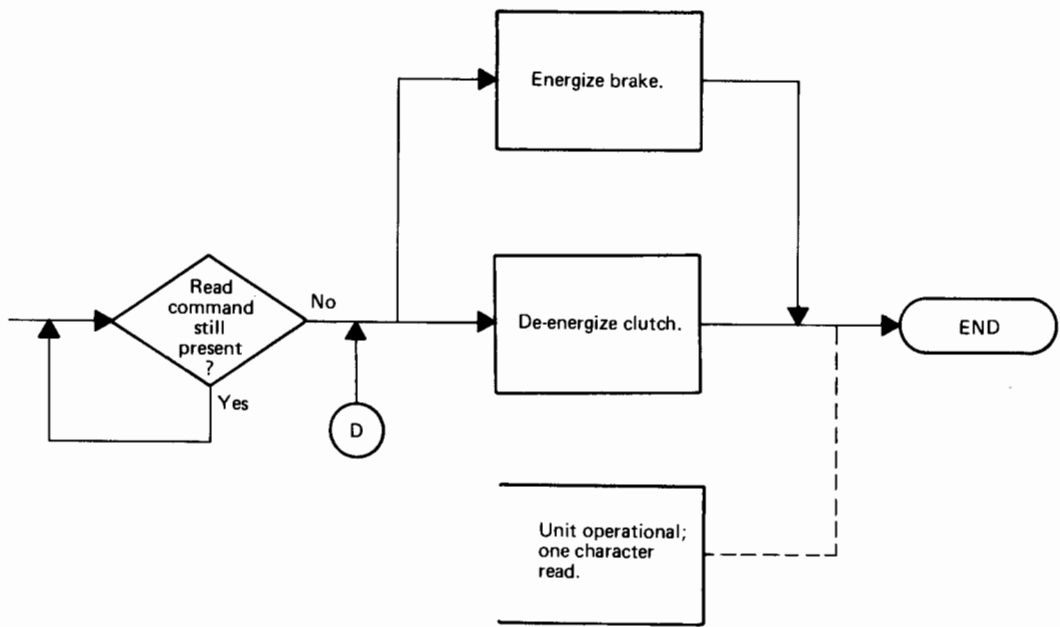 Energize brake.
Read
command
still
present
?
No
Yes
D
De-energize clutch.
END
Unit operational;
one character
read.